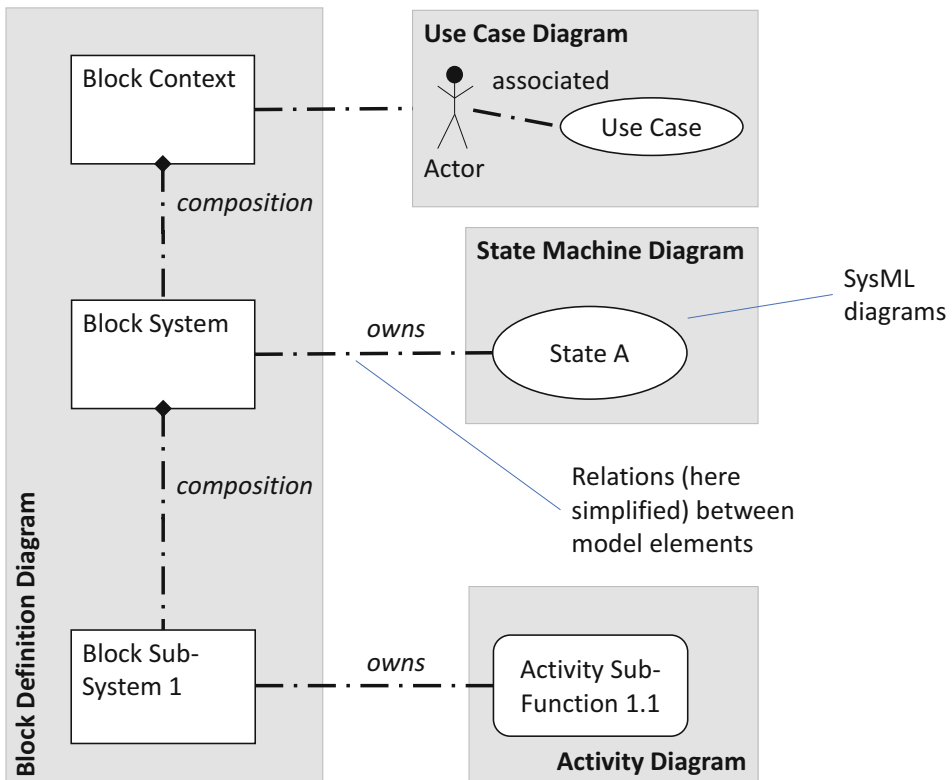 Use Case Diagram
Block Context
associated
Use Case
Actor
composition
State Machine Diagram
SysML
diagrams
Block System
owns
State A
composition
Relations (here
simplified) between
model elements
Block Definition Diagram
Block Sub-
System 1
owns
Activity Sub-
Function 1.1
Activity Diagram